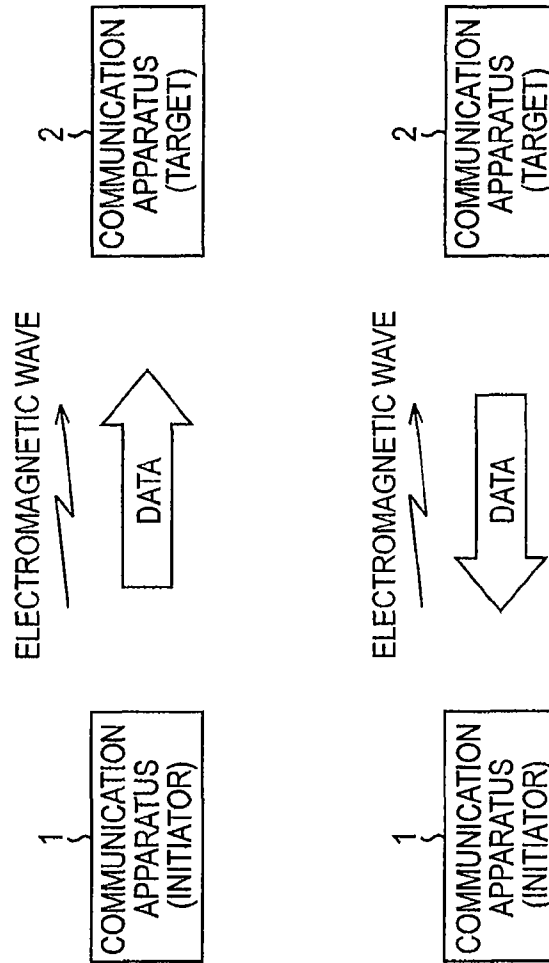 ELECTROMAGNETIC WAVE
1
2
COMMUNICATION
APPARATUS
(INITIATOR)
DATA
COMMUNICATION
APPARATUS
(TARGET)
ELECTROMAGNETIC WAVE
1
2
COMMUNICATION
APPARATUS
(INITIATOR)
DATA
COMMUNICATION
APPARATUS
(TARGET)